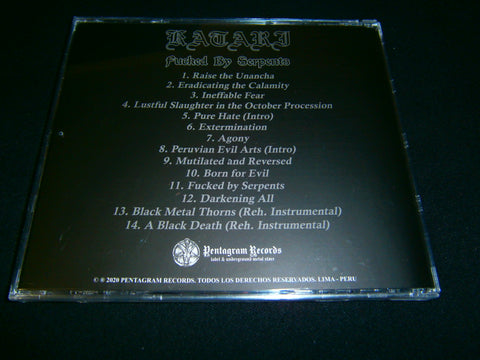 KATARI
Fucked By Serpents
1. Raise the Unancha
2. Eradicating the Calamity
3. Ineffable Fear
4. Lustful Slaughter in the October Procession
5. Pure Hate (Intro)
6. Extermination
7. Agony
8. Peruvian Evil Arts (Intro)
9. Mutilated and Reversed
10. Born for Evil
11. Fucked by Serpents
12. Darkening All
13. Black Metal Thorns (Reh. Instrumental)
14. A Black Death (Reh. Instrumental)
Pentagram Records
label & underground metal store
© ® 2020 PENTAGRAM RECORDS. TODOS LOS DERECHOS RESERVADOS. LIMA - PERU